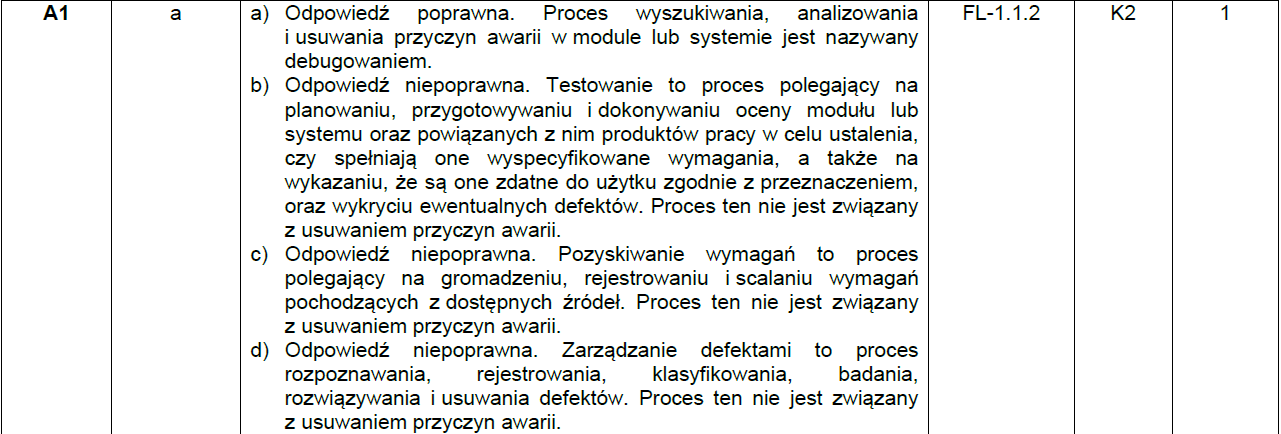 A1 a a) Odpowiedź poprawna. Proces wyszukiwania, analizowania FL-1.1.2 K2 1
i usuwania przyczyn awarii w module lub systemie jest nazywany
debugowaniem.
b) Odpowiedź niepoprawna. Testowanie to proces polegający na
planowaniu, przygotowywaniu i dokonywaniu oceny modułu lub
systemu oraz powiązanych z nim produktów pracy w celu ustalenia,
czy spełniają one wyspecyfikowane wymagania, a także na
wykazaniu, że są one zdatne do użytku zgodnie z przeznaczeniem,
oraz wykryciu ewentualnych defektów. Proces ten nie jest związany
z usuwaniem przyczyn awarii.
c) Odpowiedź niepoprawna. Pozyskiwanie wymagań to proces
polegający na gromadzeniu, rejestrowaniu i scalaniu wymagań
pochodzących z dostępnych źródeł. Proces ten nie jest związany
z usuwaniem przyczyn awarii.
d) Odpowiedź niepoprawna. Zarządzanie defektami to proces
rozpoznawania, rejestrowania, klasyfikowania, badania,
rozwiązywania i usuwania defektów. Proces ten nie jest związany
z usuwaniem przyczyn awarii.